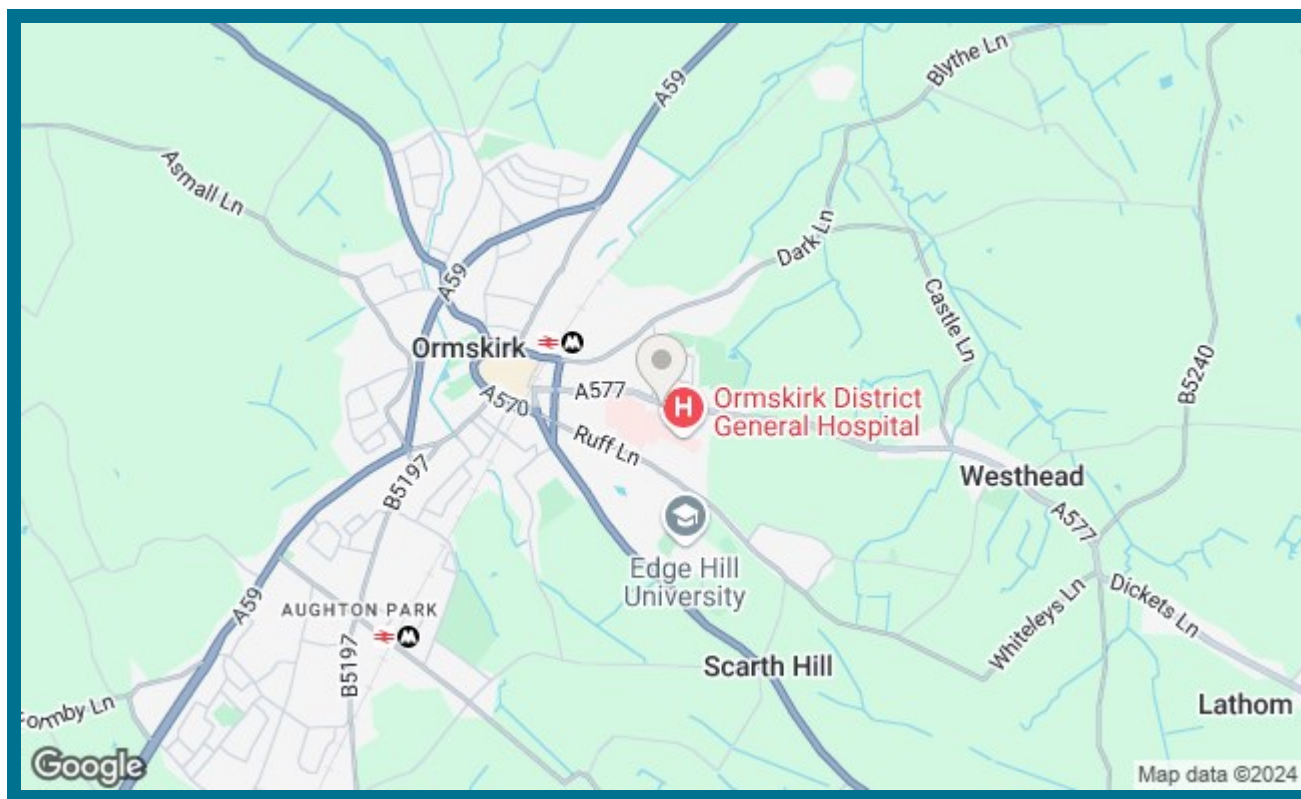 Blythe Ln
A59
Asmall Ln
Dark Ln
A59
Castle Ln
B5240
Ormskirk
A577
Ormskirk District
General Hospital
A570
Ruff Ln
B5197
Westhead
A577
Edge Hill
University
Dickets Ln
Whiteleys Ln
A59
AUGHTON PARK
B5197
Scarth Hill
Formby Ln
Lathom
H
Google
Map data ©2024